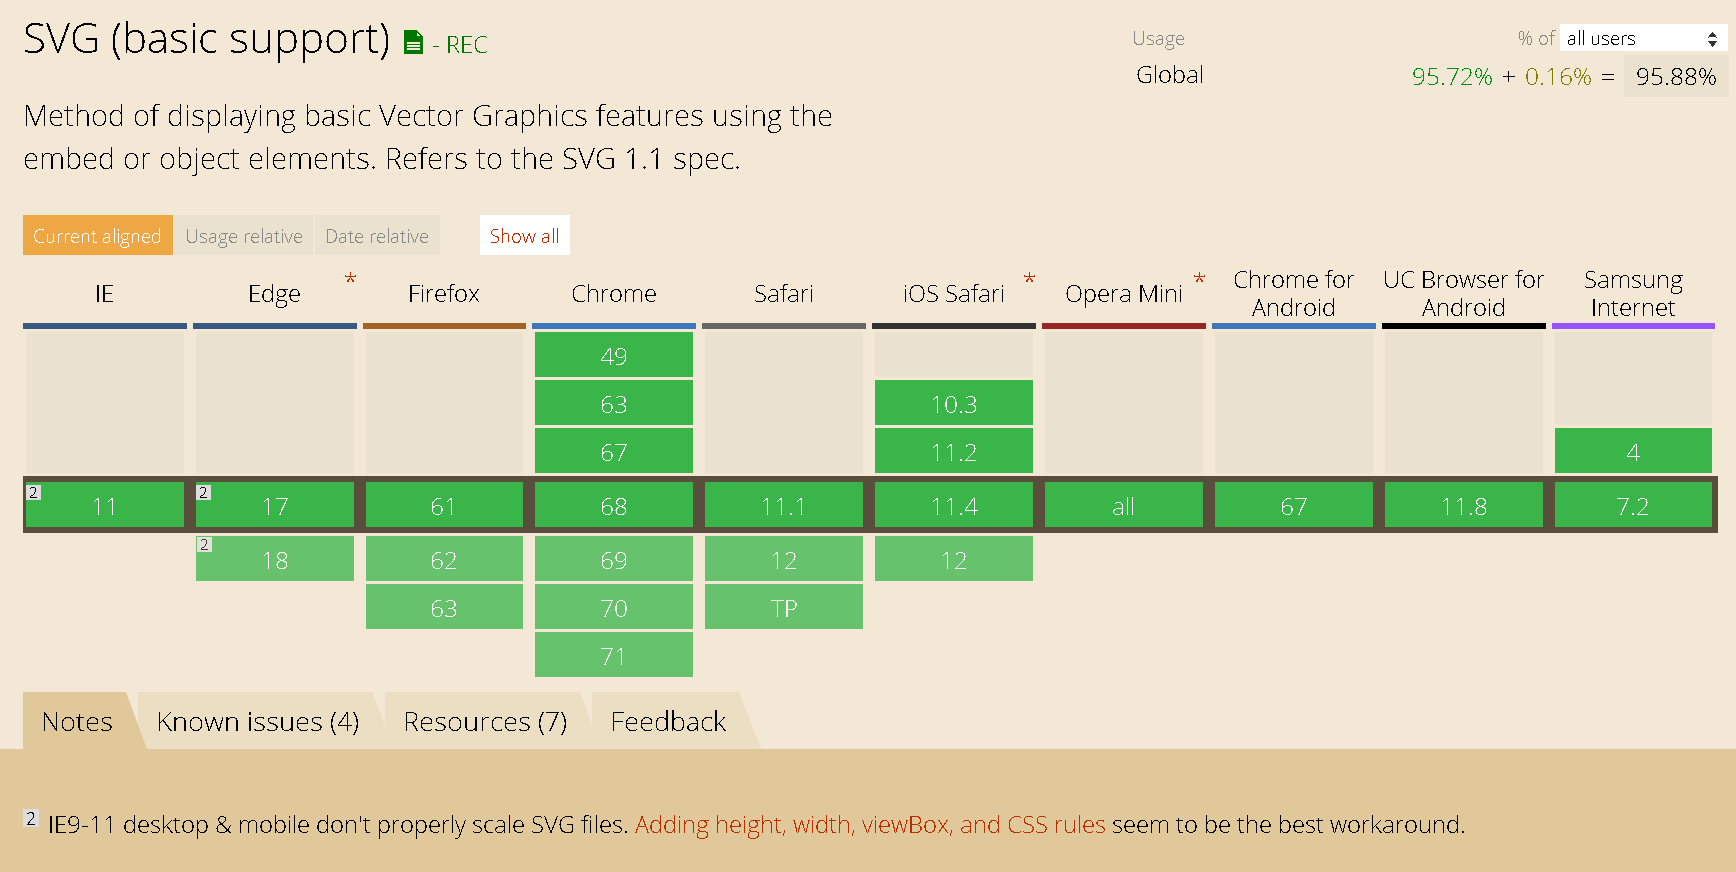 SVG (basic support) - REC
Usage % of all users
Global 95.72% + 0.16% = 95.88%
Method of displaying basic Vector Graphics features using the
embed or object elements. Refers to the SVG 1.1 spec.
Current aligned Usage relative Date relative Show all
IE Edge * Firefox Chrome Safari iOS Safari * Opera Mini * Chrome for Android UC Browser for Android Samsung Internet
49
63 10.3
67 11.2 4
2 11 2 17 61 68 11.1 11.4 all 67 11.8 7.2
2 18 62 69 12 12
63 70 TP
71
Notes Known issues (4) Resources (7) Feedback
2 IE9-11 desktop & mobile don't properly scale SVG files. Adding height, width, viewBox, and CSS rules seem to be the best workaround.